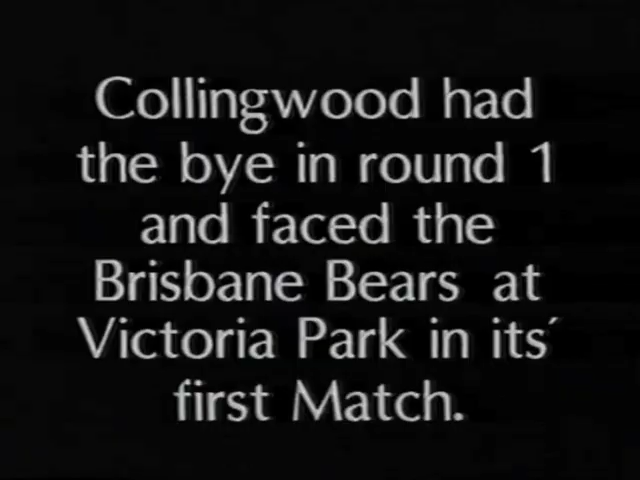 Collingwood had
the bye in round 1
and faced the
Brisbane Bears at
Victoria Park in its´
first Match.